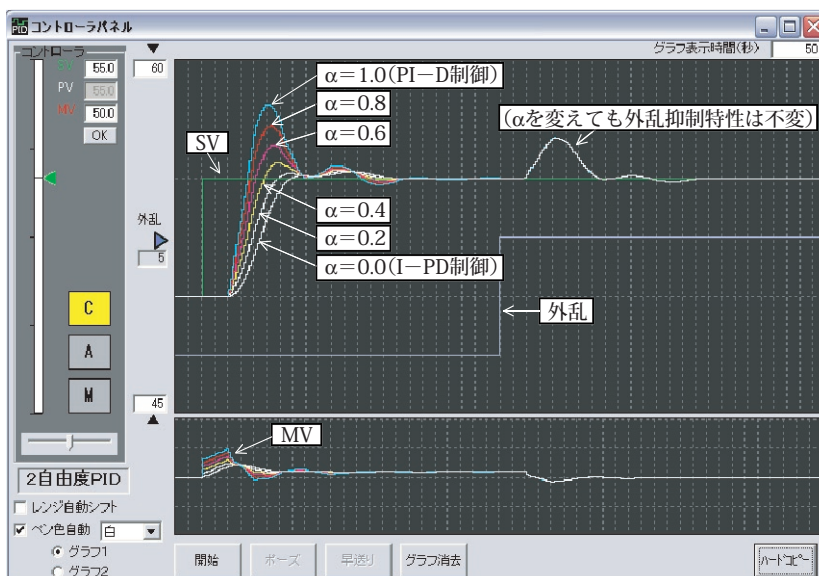 コントローラパネル
コントローラ
グラフ表示時間(秒) 50
SV 55.0
PV 55.0
MV 50.0
OK
60
α＝1.0(PI－D制御)
α＝0.8
α＝0.6
SV
(αを変えても外乱抑制特性は不変)
α＝0.4
α＝0.2
α＝0.0(I－PD制御)
外乱
5
外乱
C
A
M
45
MV
2自由度PID
レンジ自動シフト
ペン色自動 白
グラフ1
グラフ2
開始
ポーズ
早送り
グラフ消去
ハードコピー